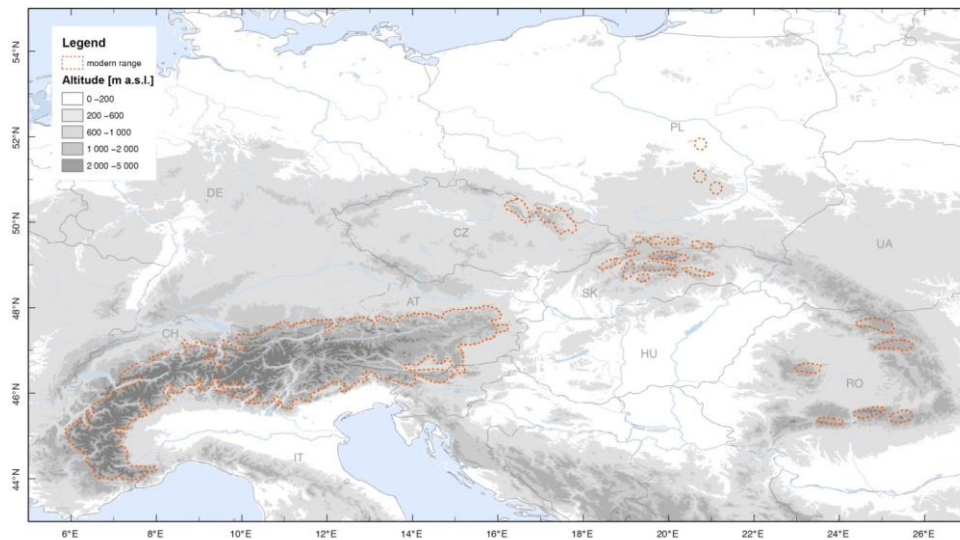 Legend
modern range
Altitude [m a.s.l.]
0 –200
200 –600
600 –1 000
1 000 –2 000
2 000 –5 000
54°N
52°N
50°N
48°N
46°N
44°N
PL
DE
CZ
UA
SK
AT
CH
HU
RO
IT
6°E 8°E 10°E 12°E 14°E 16°E 18°E 20°E 22°E 24°E 26°E